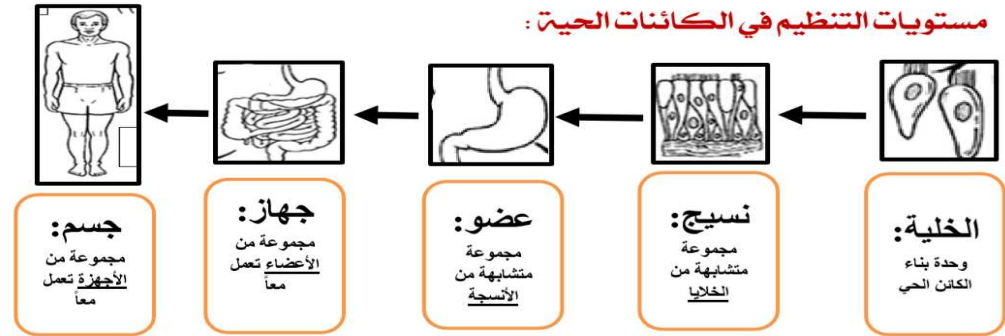 مستويات التنظيم في الكائنات الحية :
الخلية:
وحدة بناء
الكائن الحي
نسيج:
مجموعة
متشابهة من
الخلايا
عضو:
مجموعة
متشابهة من
الأنسجة
جهاز:
مجموعة من
الأعضاء تعمل
معاً
جسم:
مجموعة من
الأجهزة تعمل
معاً